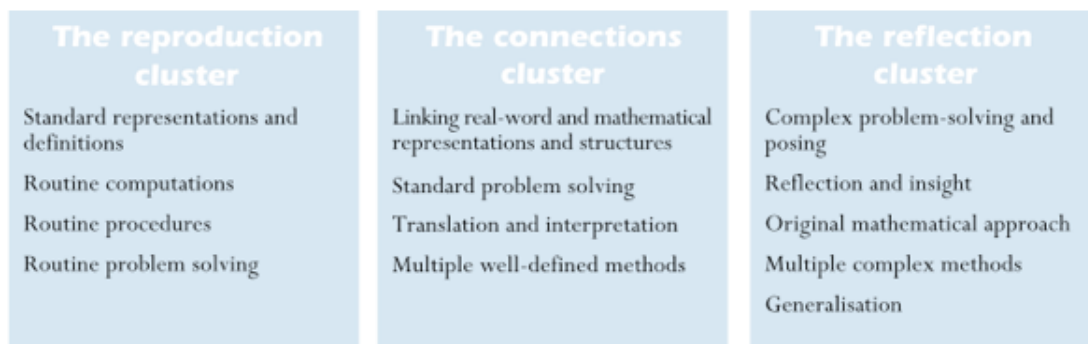 The reproduction
cluster
Standard representations and
definitions
Routine computations
Routine procedures
Routine problem solving
The connections
cluster
Linking real-word and mathematical
representations and structures
Standard problem solving
Translation and interpretation
Multiple well-defined methods
The reflection
cluster
Complex problem-solving and
posing
Reflection and insight
Original mathematical approach
Multiple complex methods
Generalisation